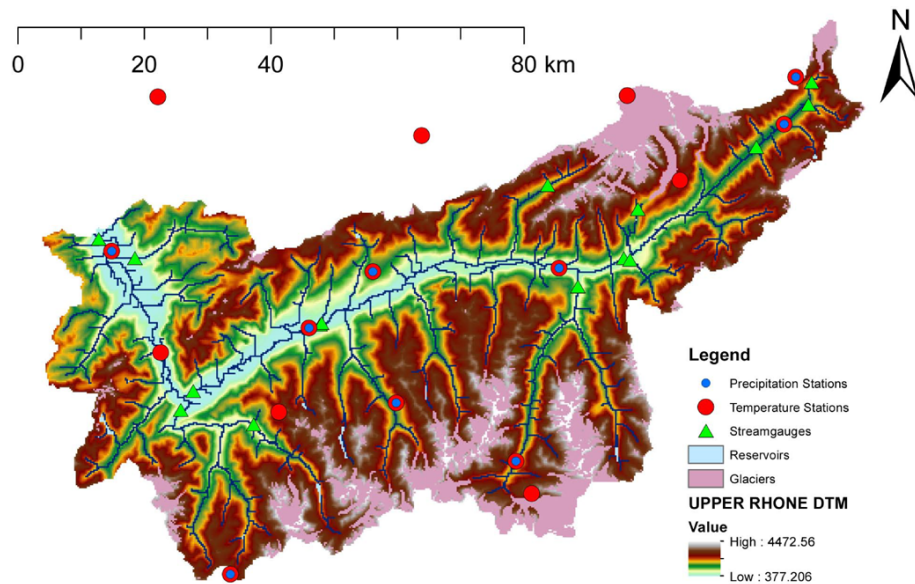 0 20 40 80 km
N
Legend
Precipitation Stations
Temperature Stations
Streamgauges
Reservoirs
Glaciers
UPPER RHONE DTM
Value
High : 4472.56
Low : 377.206